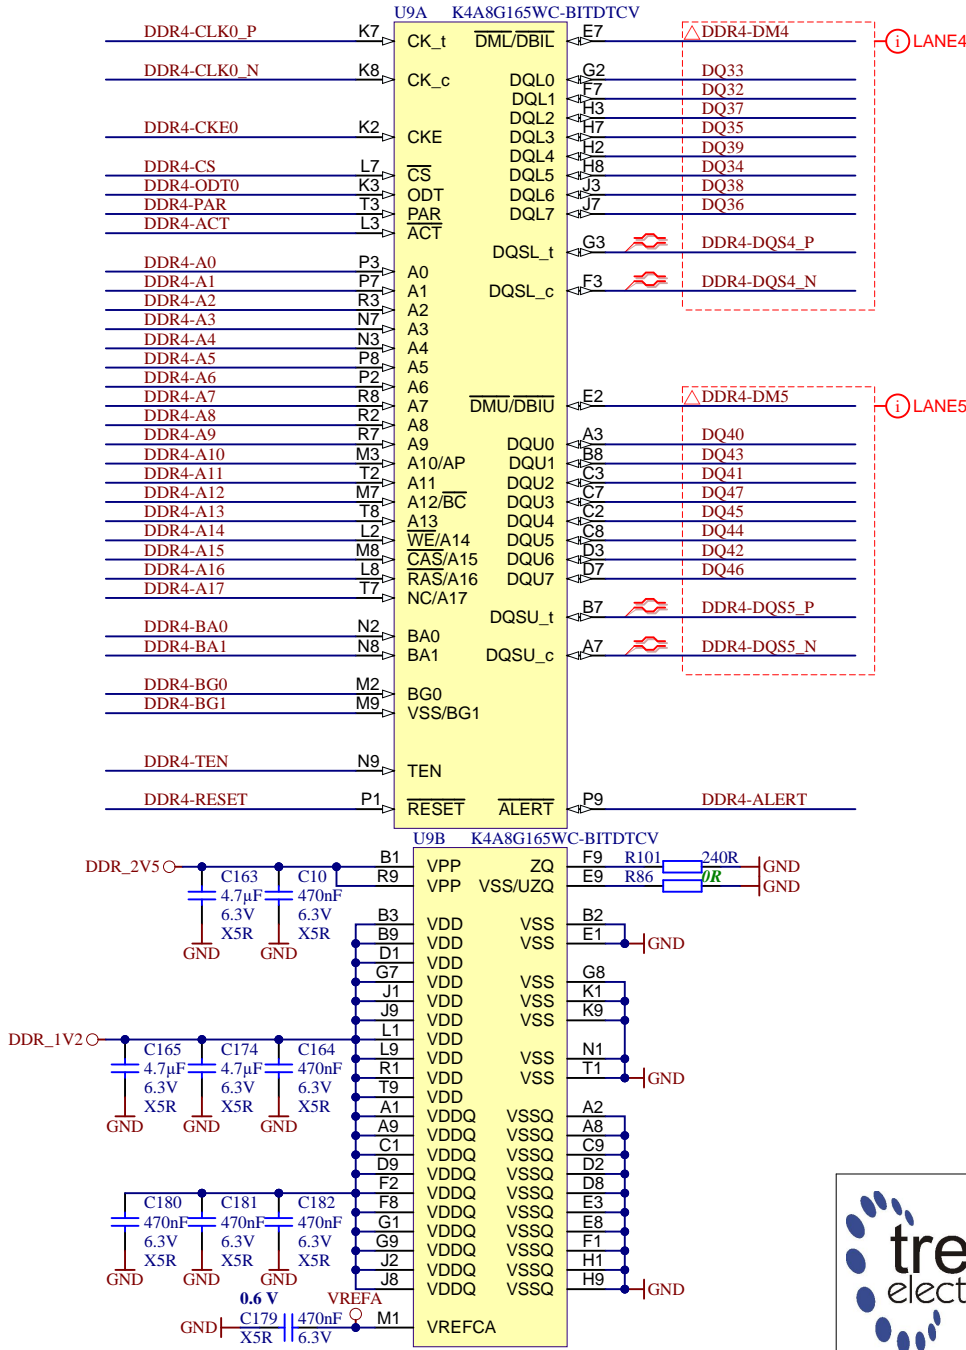 U9A K4A8G165WC-BITDTCV
DDR4-CLK0_P K7 CK_t DML/DBIL E7 DDR4-DM4 i LANE4
DDR4-CLK0_N K8 CK_c DQL0 G2 DQ33
DQL1 F7 DQ32
DQL2 H3 DQ37
DDR4-CKE0 K2 CKE DQL3 H7 DQ35
DQL4 H2 DQ39
DDR4-CS L7 CS DQL5 H8 DQ34
DDR4-ODT0 K3 ODT DQL6 J3 DQ38
DDR4-PAR T3 PAR DQL7 J7 DQ36
DDR4-ACT L3 ACT
DQSL_t G3 DDR4-DQS4_P
DDR4-A0 P3 A0
DDR4-A1 P7 A1 DQSL_c F3 DDR4-DQS4_N
DDR4-A2 R3 A2
DDR4-A3 N7 A3
DDR4-A4 N3 A4
DDR4-A5 P8 A5
DDR4-A6 P2 A6
DDR4-A7 R8 A7 DMU/DBIU E2 DDR4-DM5 i LANE5
DDR4-A8 R2 A8
DDR4-A9 R7 A9 DQU0 A3 DQ40
DDR4-A10 M3 A10/AP DQU1 B8 DQ43
DDR4-A11 T2 A11 DQU2 C3 DQ41
DDR4-A12 M7 A12/BC DQU3 C7 DQ47
DDR4-A13 T8 A13 DQU4 C2 DQ45
DDR4-A14 L2 WE/A14 DQU5 C8 DQ44
DDR4-A15 M8 CAS/A15 DQU6 D3 DQ42
DDR4-A16 L8 RAS/A16 DQU7 D7 DQ46
DDR4-A17 T7 NC/A17
DQSU_t B7 DDR4-DQS5_P
DDR4-BA0 N2 BA0
DDR4-BA1 N8 BA1 DQSU_c A7 DDR4-DQS5_N
DDR4-BG0 M2 BG0
DDR4-BG1 M9 VSS/BG1
DDR4-TEN N9 TEN
DDR4-RESET P1 RESET ALERT P9 DDR4-ALERT
U9B K4A8G165WC-BITDTCV
DDR_2V5 B1 VPP ZQ F9 R101 240R GND
C163 C10 R9 VPP VSS/UZQ E9 R86 0R GND
4.7µF 470nF
6.3V 6.3V
X5R X5R
GND GND
B3 VDD VSS B2
B9 VDD VSS E1 GND
D1 VDD
G7 VDD VSS G8
J1 VDD VSS K1
J9 VDD VSS K9
DDR_1V2 L1 VDD
C165 C174 C164 L9 VDD VSS N1
4.7µF 4.7µF 470nF R1 VDD VSS T1 GND
6.3V 6.3V 6.3V T9 VDD
X5R X5R X5R A1 VDDQ VSSQ A2
GND GND GND A9 VDDQ VSSQ A8
C1 VDDQ VSSQ C9
D9 VDDQ VSSQ D2
F2 VDDQ VSSQ D8
C180 C181 C182 F8 VDDQ VSSQ E3
470nF 470nF 470nF G1 VDDQ VSSQ E8
6.3V 6.3V 6.3V G9 VDDQ VSSQ F1
X5R X5R X5R J2 VDDQ VSSQ H1
GND GND GND J8 VDDQ VSSQ H9 GND
0.6 V VREFA
GND C179 470nF M1 VREFCA
X5R 6.3V
tre
elect